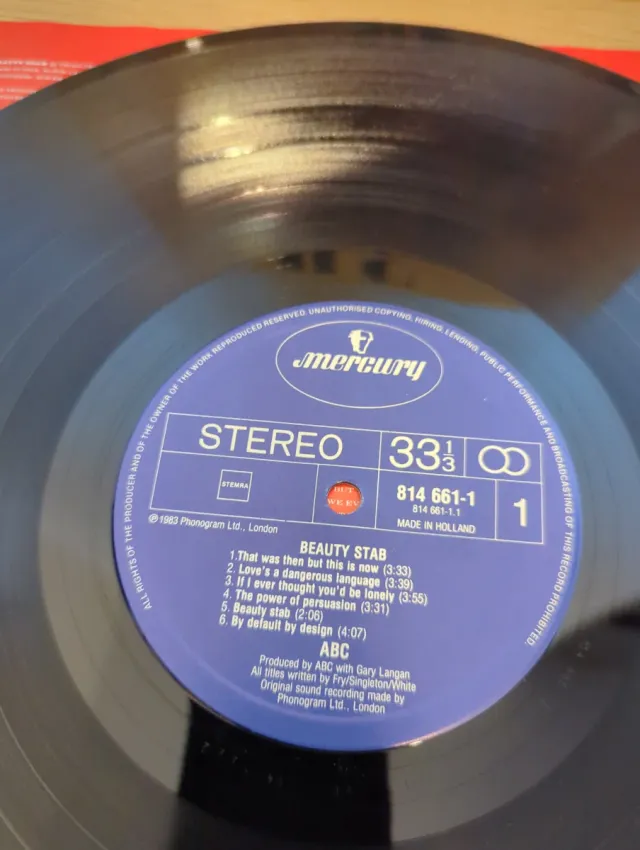 ALL RIGHTS OF THE PRODUCER AND OF THE OWNER OF THE WORK REPRODUCED RESERVED. UNAUTHORISED COPYING, HIRING, LENDING, PUBLIC PERFORMANCE AND BROADCASTING OF THIS RECORD PROHIBITED.
mercury
STEREO
33 1/3
STEMRA
814 661-1
814 661-1.1
MADE IN HOLLAND
1
BUT
WE EV
℗ 1983 Phonogram Ltd., London
BEAUTY STAB
1.That was then but this is now (3:33)
2. Love's a dangerous language (3:39)
3. If I ever thought you'd be lonely (3:55)
4. The power of persuasion (3:31)
5. Beauty stab (2:06)
6. By default by design (4:07)
ABC
Produced by ABC with Gary Langan
All titles written by Fry/Singleton/White
Original sound recording made by
Phonogram Ltd., London